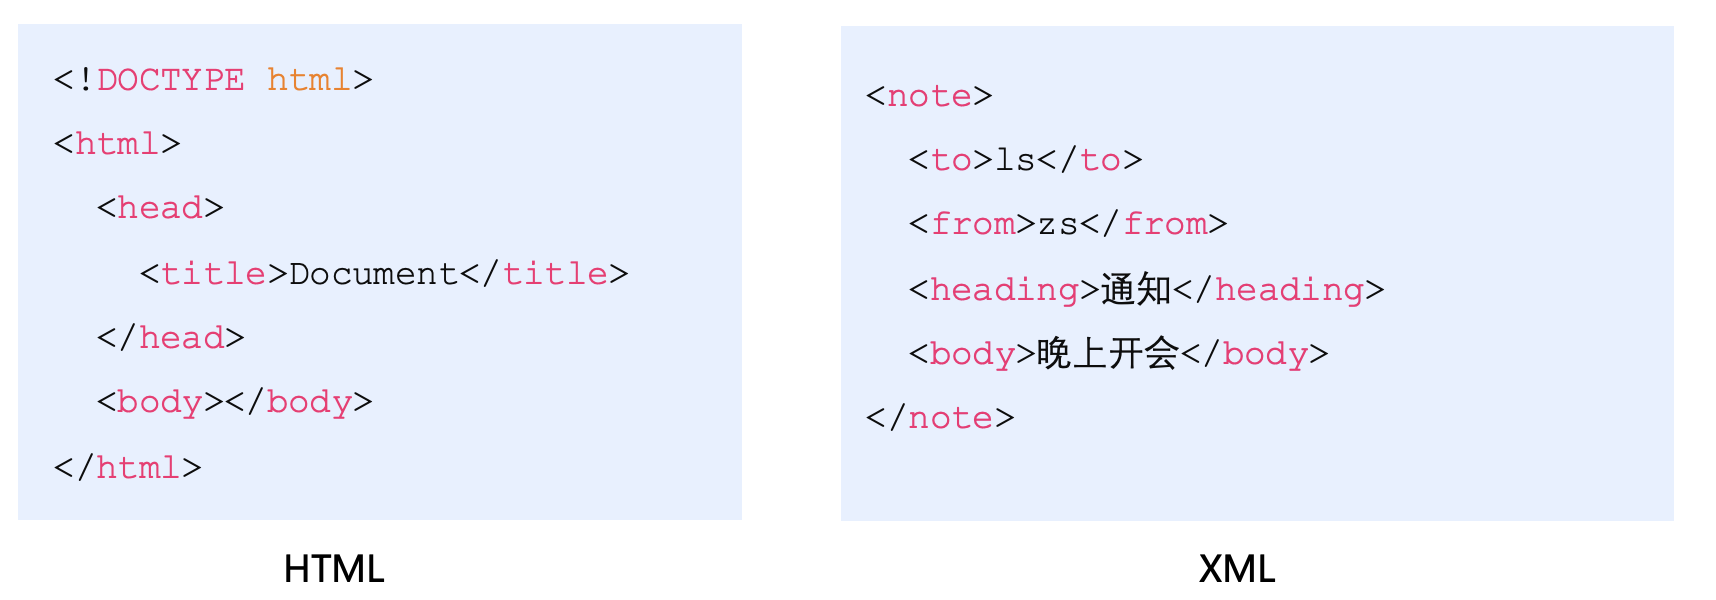 <!DOCTYPE html>
<html>
  <head>
    <title>Document</title>
  </head>
  <body></body>
</html>
HTML
<note>
  <to>ls</to>
  <from>zs</from>
  <heading>通知</heading>
  <body>晚上开会</body>
</note>
XML